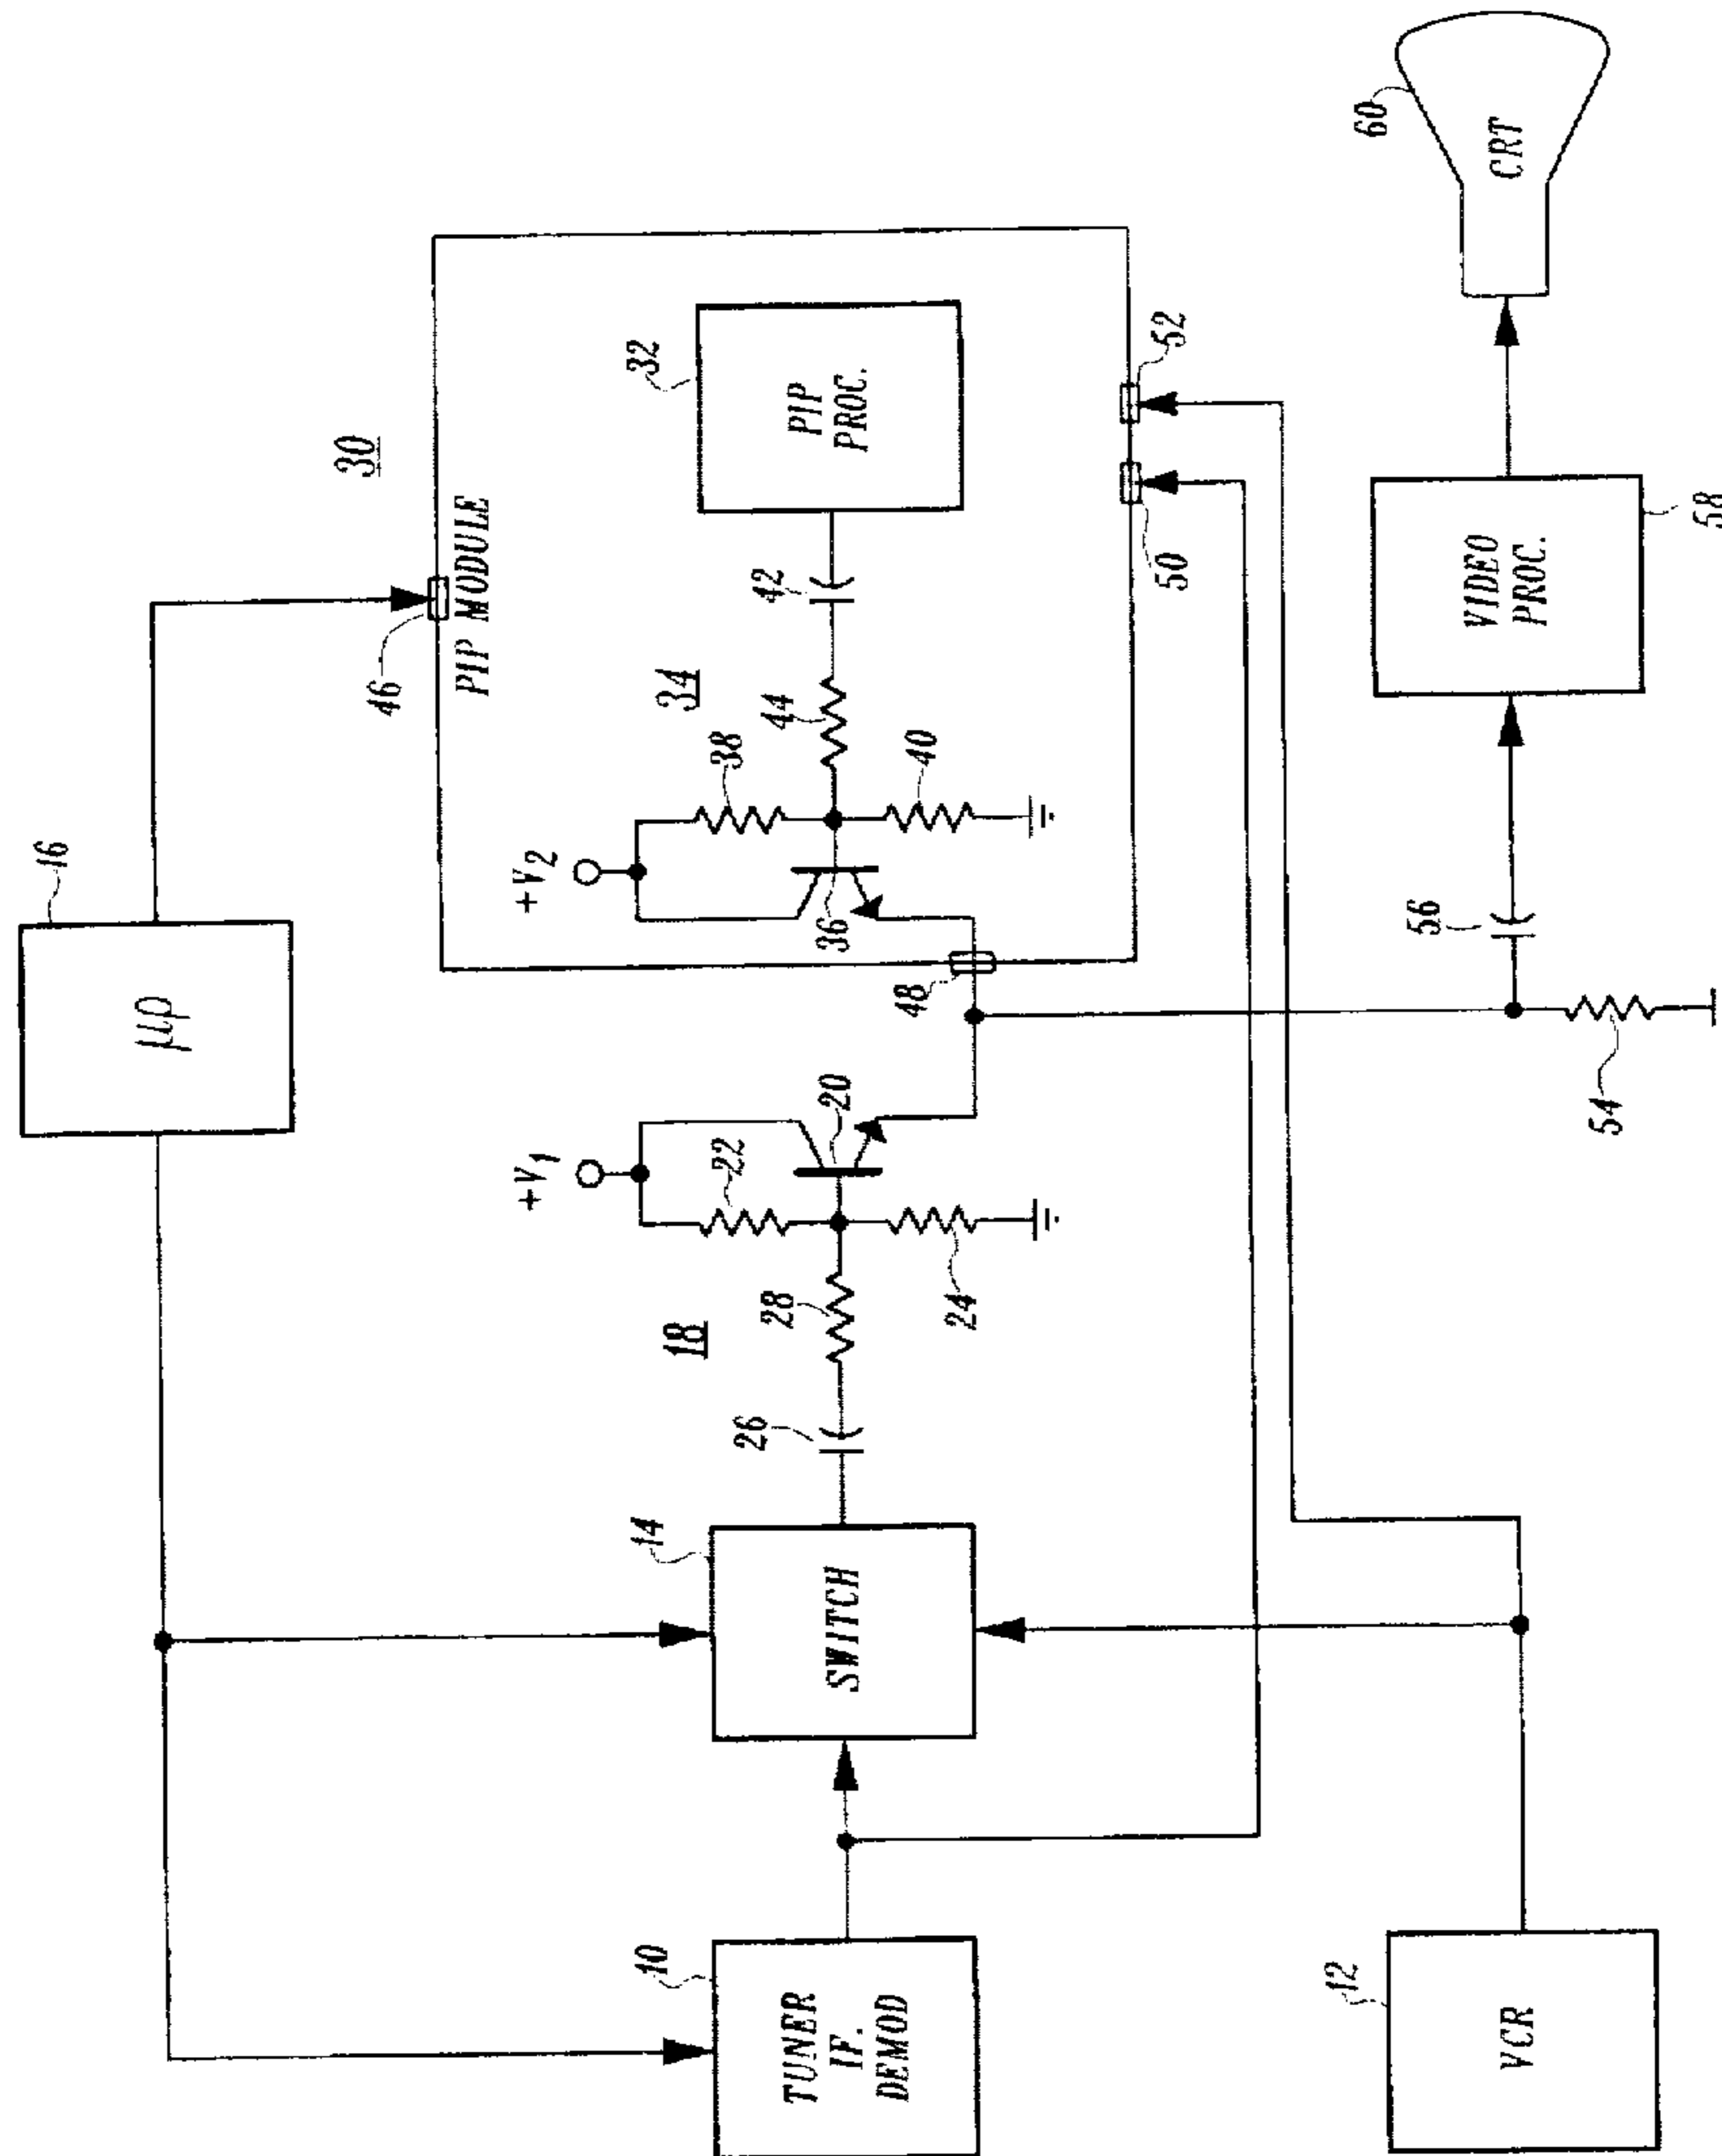 16
μp
30
46
PIP MODULE
+V2
38
34
44
42
32
PIP
PROC.
36
40
48
50
52
+V1
22
20
18
28
26
24
14
SWITCH
10
TUNER
IF.
DEMOD
12
VCR
54
56
VIDEO
PROC.
58
60
CRT